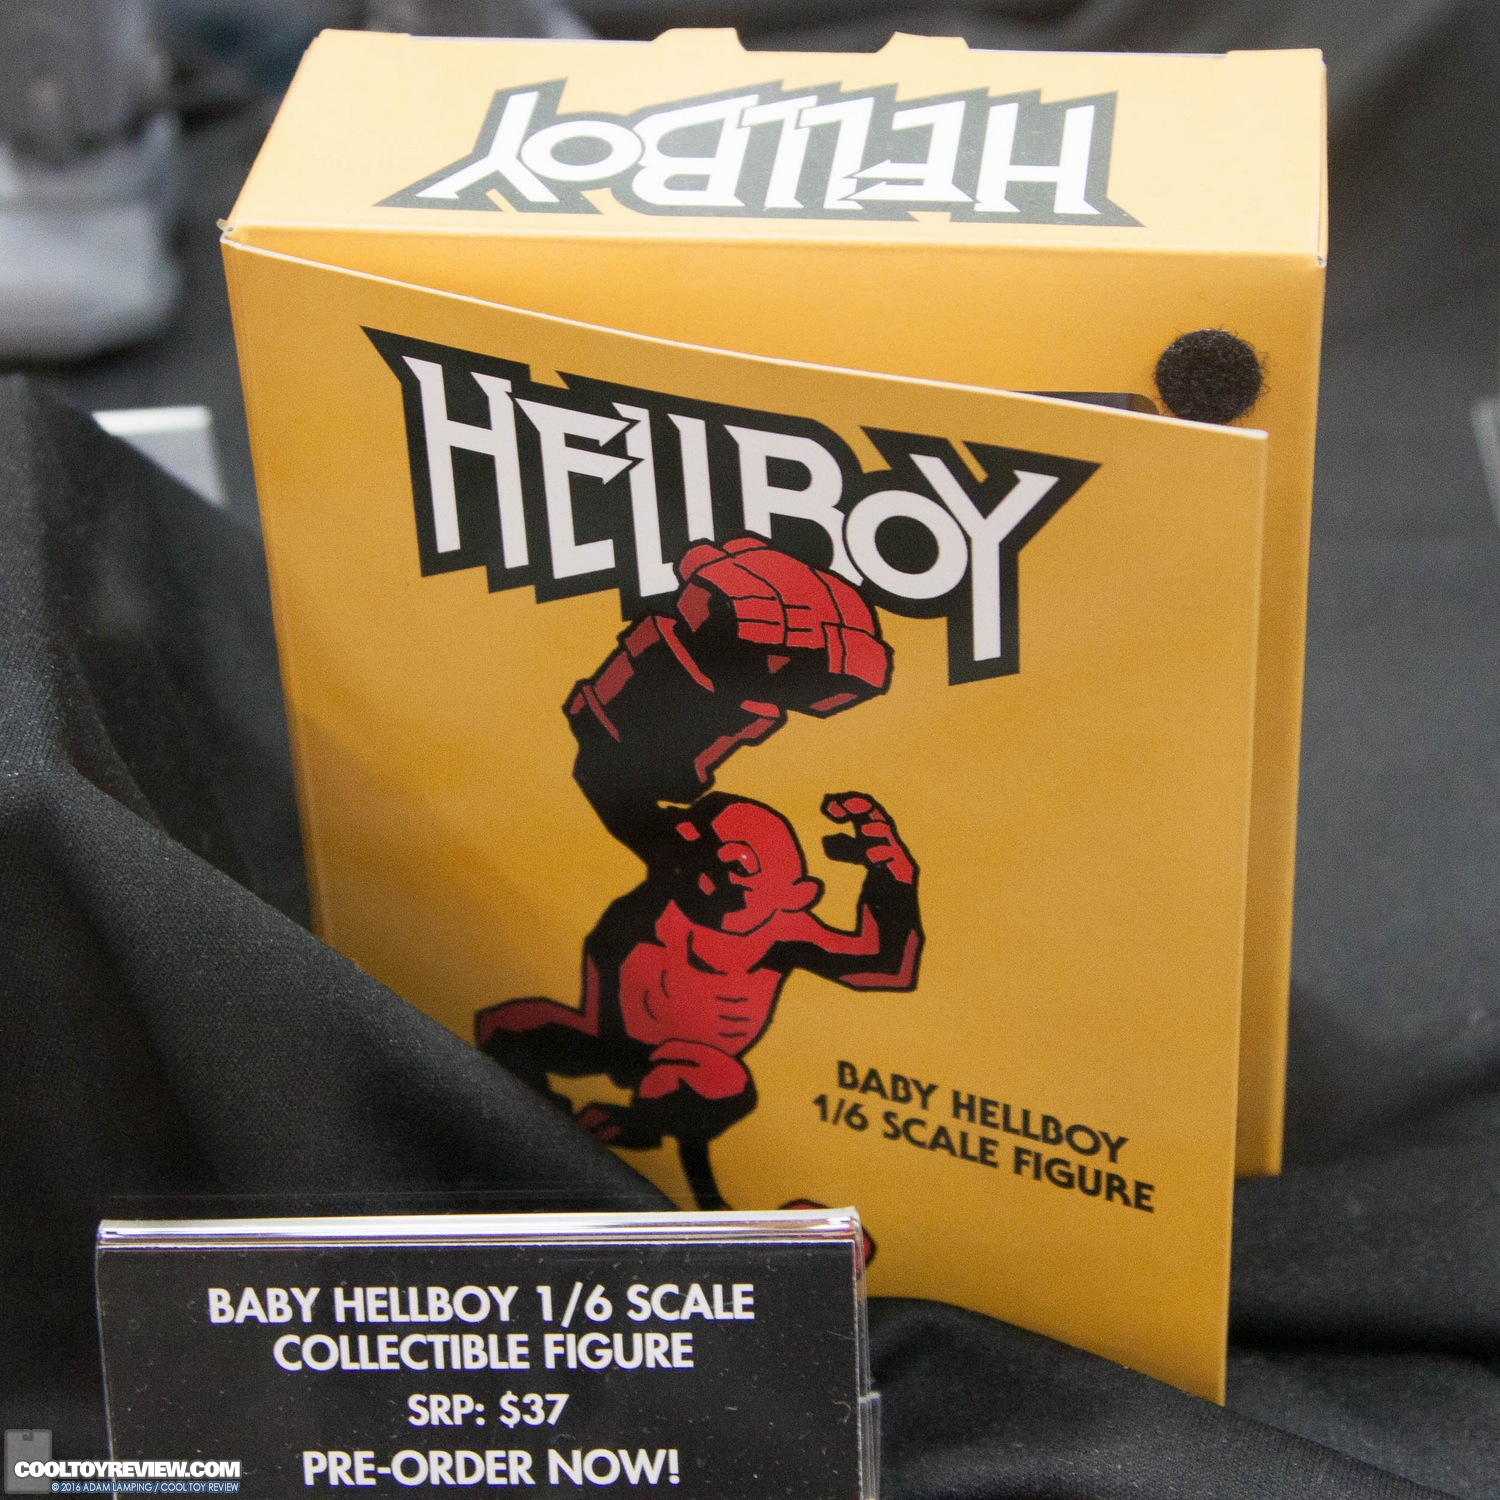 HELLBOY
HELLBOY
BABY HELLBOY
1/6 SCALE FIGURE
BABY HELLBOY 1/6 SCALE
COLLECTIBLE FIGURE
SRP: $37
PRE-ORDER NOW!
COOLTOYREVIEW.COM
© 2016 ADAM LAMPING / COOL TOY REVIEW